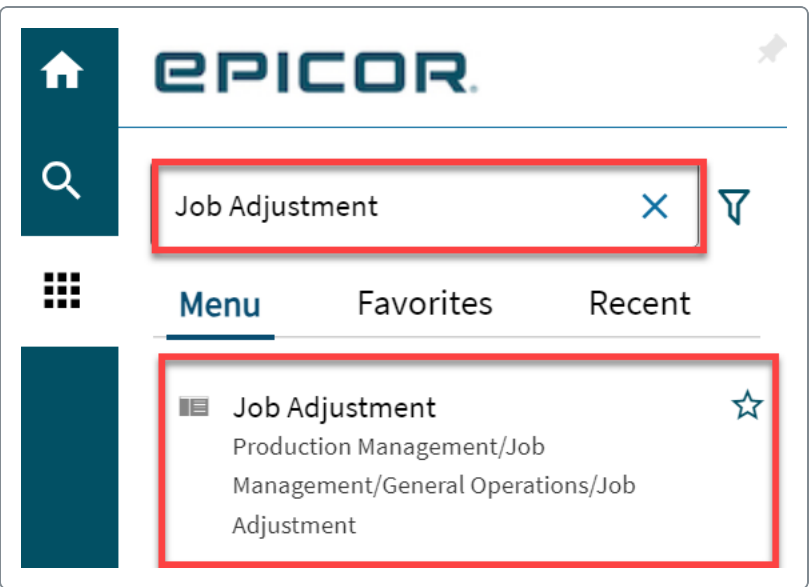 EPICOR.
Job Adjustment
Menu Favorites Recent
Job Adjustment
Production Management/Job
Management/General Operations/Job
Adjustment